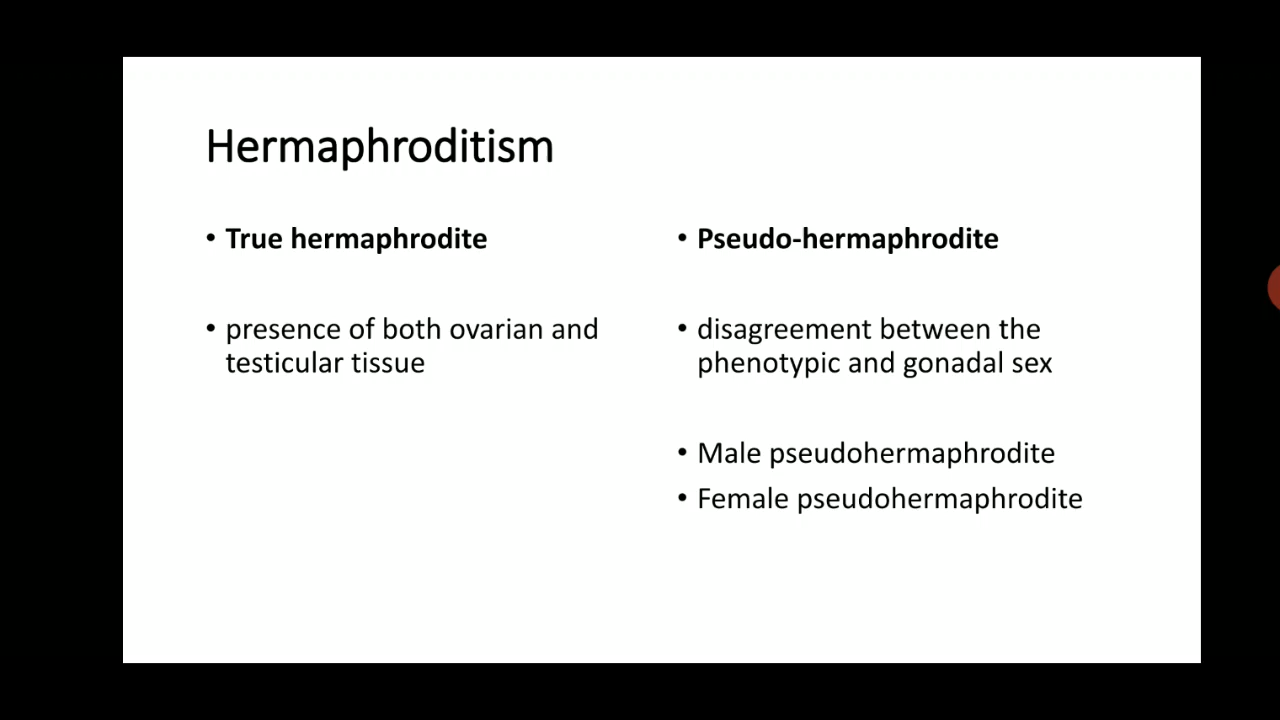 Hermaphroditism
• True hermaphrodite
• presence of both ovarian and
testicular tissue
• Pseudo-hermaphrodite
• disagreement between the
phenotypic and gonadal sex
• Male pseudohermaphrodite
• Female pseudohermaphrodite